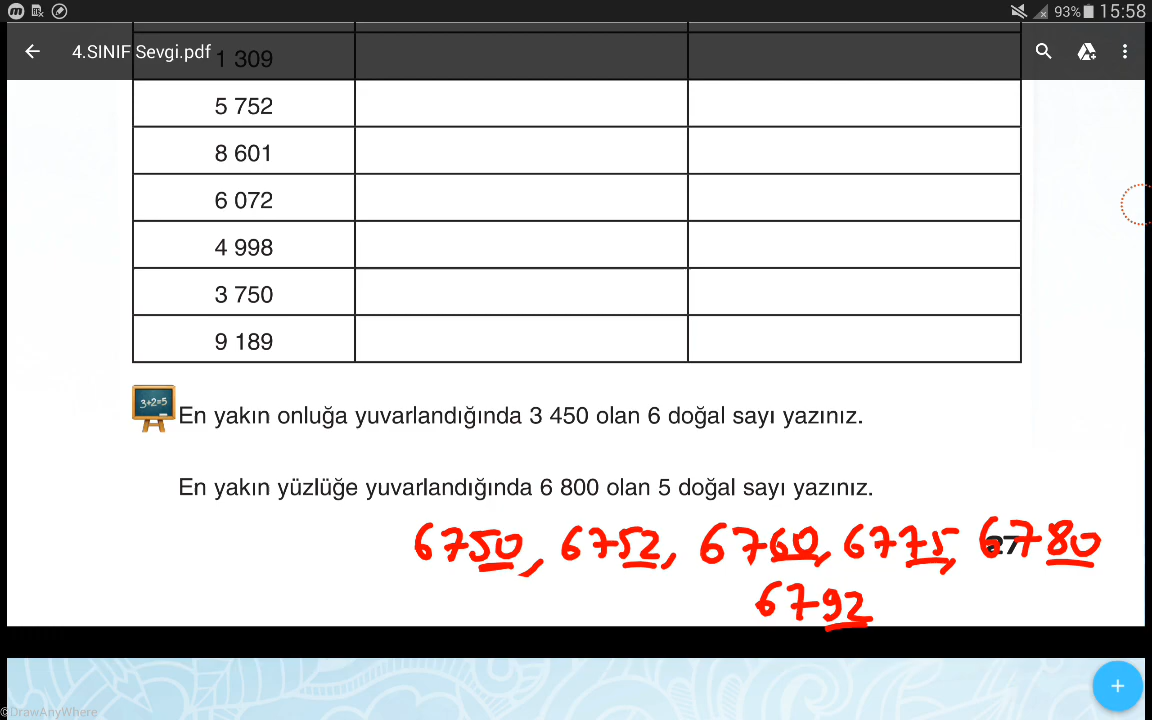 93% 15:58
4.SINIF Sevgi.pdf
1 309
5 752
8 601
6 072
4 998
3 750
9 189
3+2=5
En yakın onluğa yuvarlandığında 3 450 olan 6 doğal sayı yazınız.
En yakın yüzlüğe yuvarlandığında 6 800 olan 5 doğal sayı yazınız.
6750, 6752, 6760, 6775, 6780
27
6792
©DrawAnyWhere